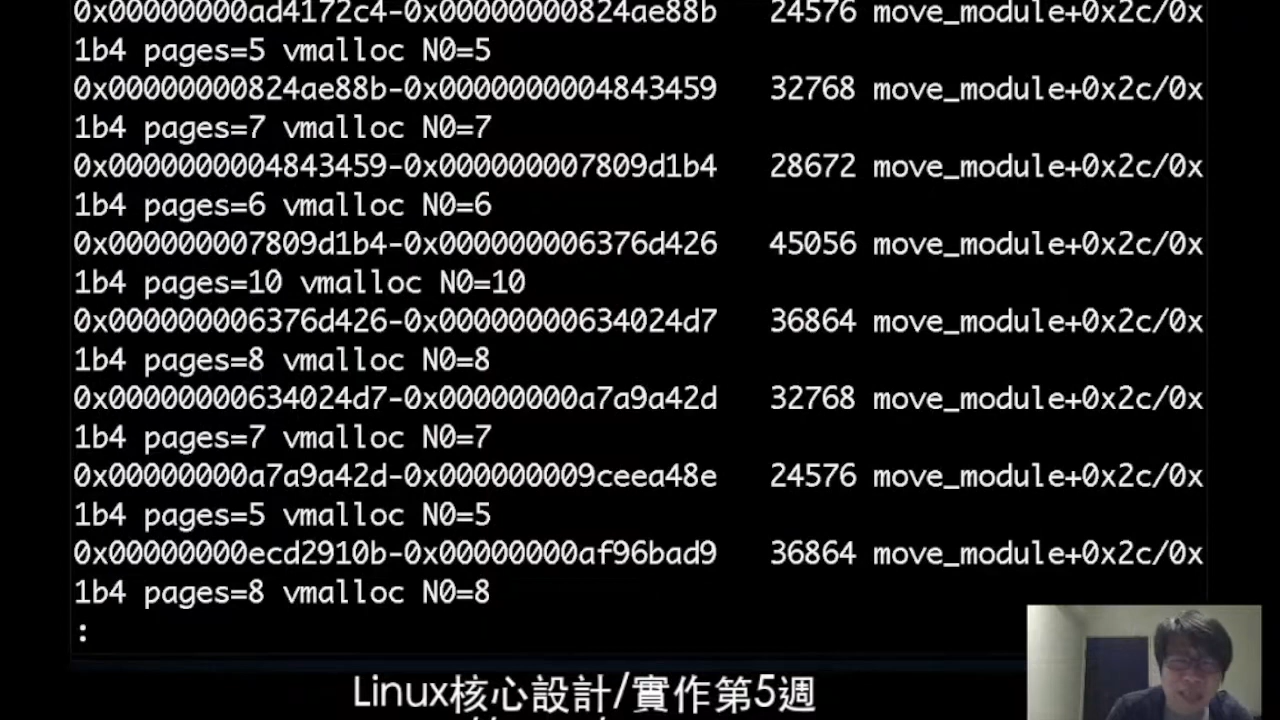 0x00000000ad4172c4-0x00000000824ae88b   24576 move_module+0x2c/0x
1b4 pages=5 vmalloc N0=5
0x00000000824ae88b-0x0000000004843459   32768 move_module+0x2c/0x
1b4 pages=7 vmalloc N0=7
0x0000000004843459-0x000000007809d1b4   28672 move_module+0x2c/0x
1b4 pages=6 vmalloc N0=6
0x000000007809d1b4-0x000000006376d426   45056 move_module+0x2c/0x
1b4 pages=10 vmalloc N0=10
0x000000006376d426-0x00000000634024d7   36864 move_module+0x2c/0x
1b4 pages=8 vmalloc N0=8
0x00000000634024d7-0x00000000a7a9a42d   32768 move_module+0x2c/0x
1b4 pages=7 vmalloc N0=7
0x00000000a7a9a42d-0x000000009ceea48e   24576 move_module+0x2c/0x
1b4 pages=5 vmalloc N0=5
0x00000000ecd2910b-0x00000000af96bad9   36864 move_module+0x2c/0x
1b4 pages=8 vmalloc N0=8
:
Linux核心設計/實作第5週